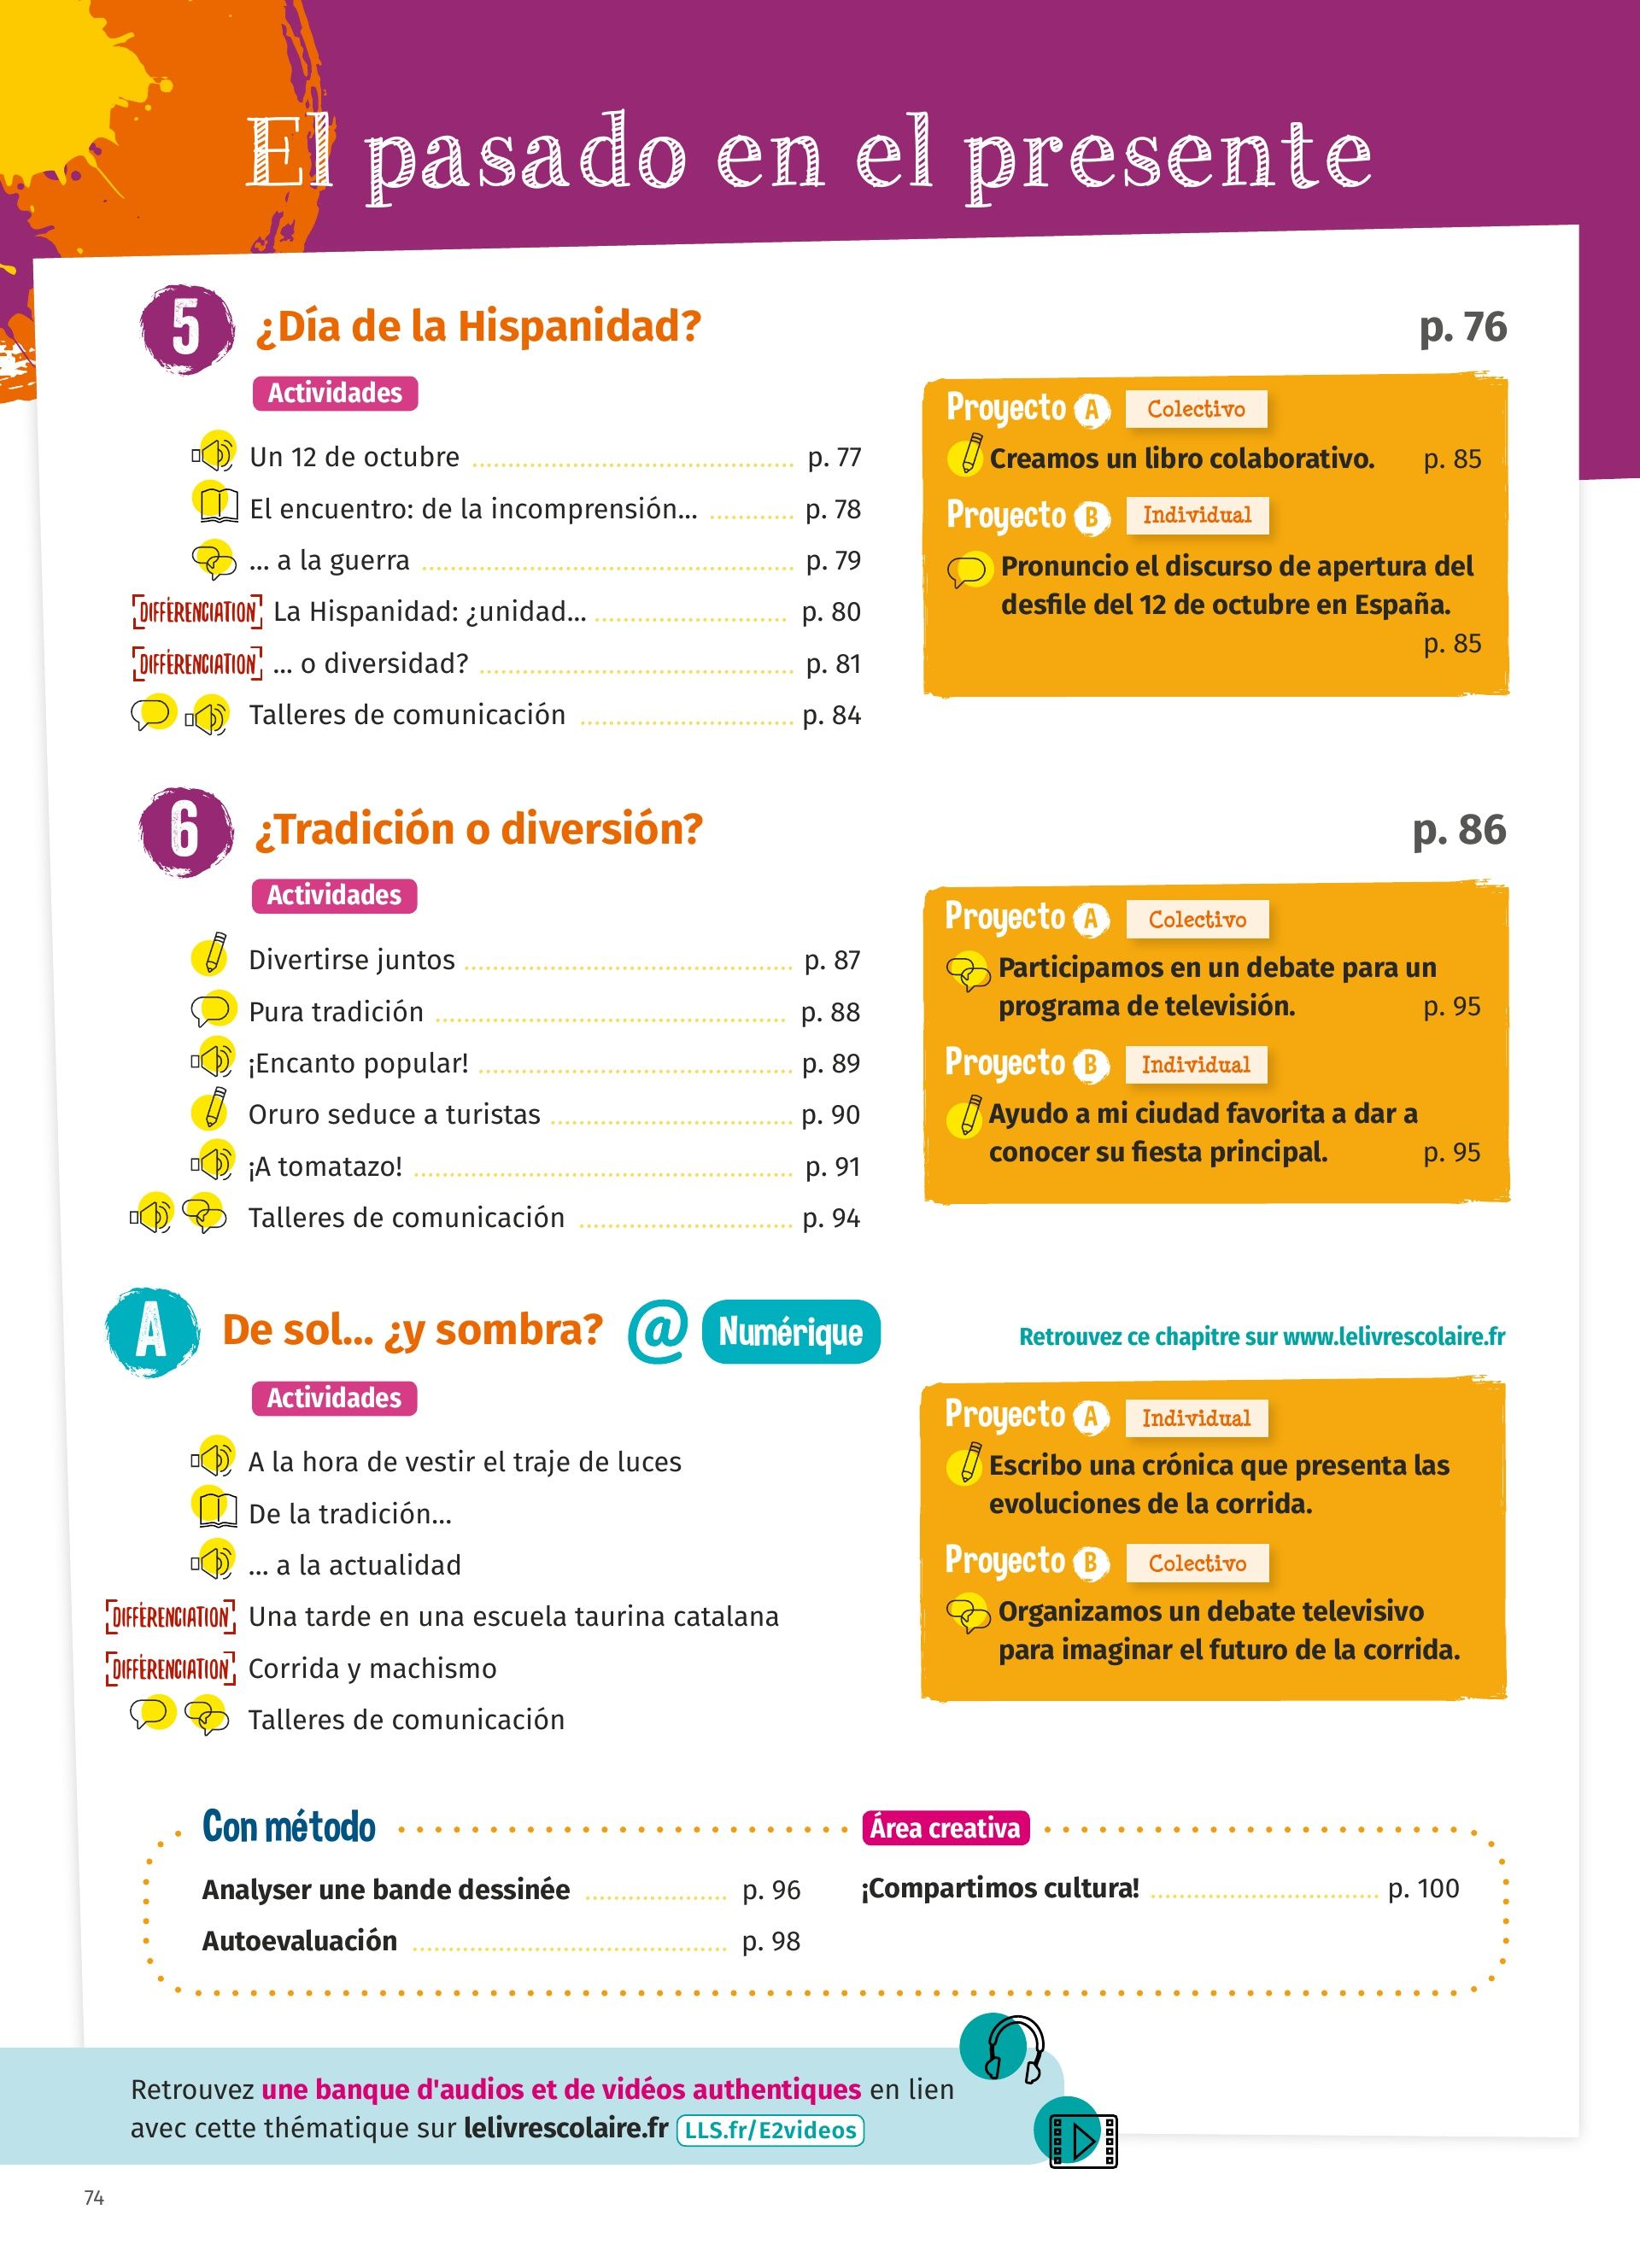 El pasado en el presente
5 ¿Día de la Hispanidad? p. 76
Actividades
Un 12 de octubre p. 77
El encuentro: de la incomprensión... p. 78
... a la guerra p. 79
DIFFÉRENCIATION La Hispanidad: ¿unidad... p. 80
DIFFÉRENCIATION ... o diversidad? p. 81
Talleres de comunicación p. 84
Proyecto A Colectivo
Creamos un libro colaborativo. p. 85
Proyecto B Individual
Pronuncio el discurso de apertura del
desfile del 12 de octubre en España.
p. 85
6 ¿Tradición o diversión? p. 86
Actividades
Divertirse juntos p. 87
Pura tradición p. 88
¡Encanto popular! p. 89
Oruro seduce a turistas p. 90
¡A tomatazo! p. 91
Talleres de comunicación p. 94
Proyecto A Colectivo
Participamos en un debate para un
programa de televisión. p. 95
Proyecto B Individual
Ayudo a mi ciudad favorita a dar a
conocer su fiesta principal. p. 95
A De sol... ¿y sombra? @ Numérique Retrouvez ce chapitre sur www.lelivrescolaire.fr
Actividades
A la hora de vestir el traje de luces
De la tradición...
... a la actualidad
DIFFÉRENCIATION Una tarde en una escuela taurina catalana
DIFFÉRENCIATION Corrida y machismo
Talleres de comunicación
Proyecto A Individual
Escribo una crónica que presenta las
evoluciones de la corrida.
Proyecto B Colectivo
Organizamos un debate televisivo
para imaginar el futuro de la corrida.
Con método
Analyser une bande dessinée p. 96
Autoevaluación p. 98
Área creativa
¡Compartimos cultura! p. 100
Retrouvez une banque d'audios et de vidéos authentiques en lien
avec cette thématique sur lelivrescolaire.fr LLS.fr/E2videos
74